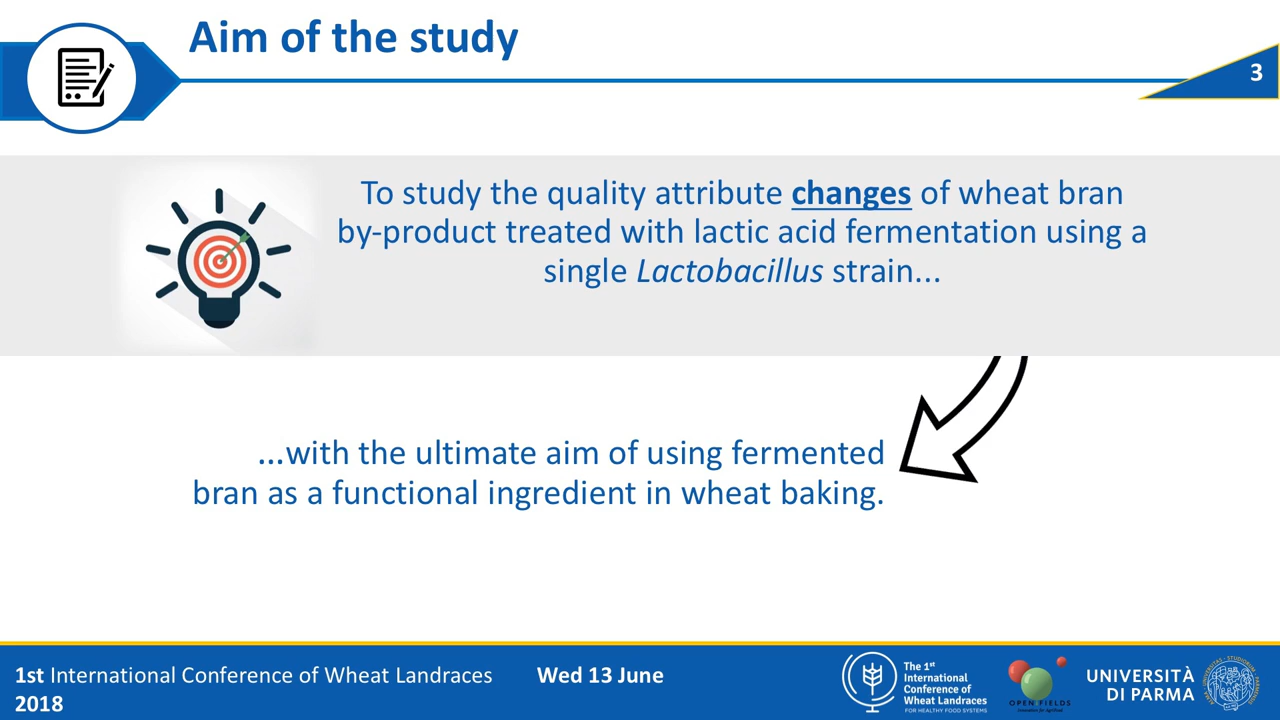 Aim of the study
3
To study the quality attribute changes of wheat bran
by-product treated with lactic acid fermentation using a
single Lactobacillus strain...
...with the ultimate aim of using fermented
bran as a functional ingredient in wheat baking.
1st International Conference of Wheat Landraces
Wed 13 June
2018
The 1st
International
Conference of
Wheat Landraces
FOR HEALTHY FOOD SYSTEMS
OPEN FIELDS
UNIVERSITÀ
DI PARMA